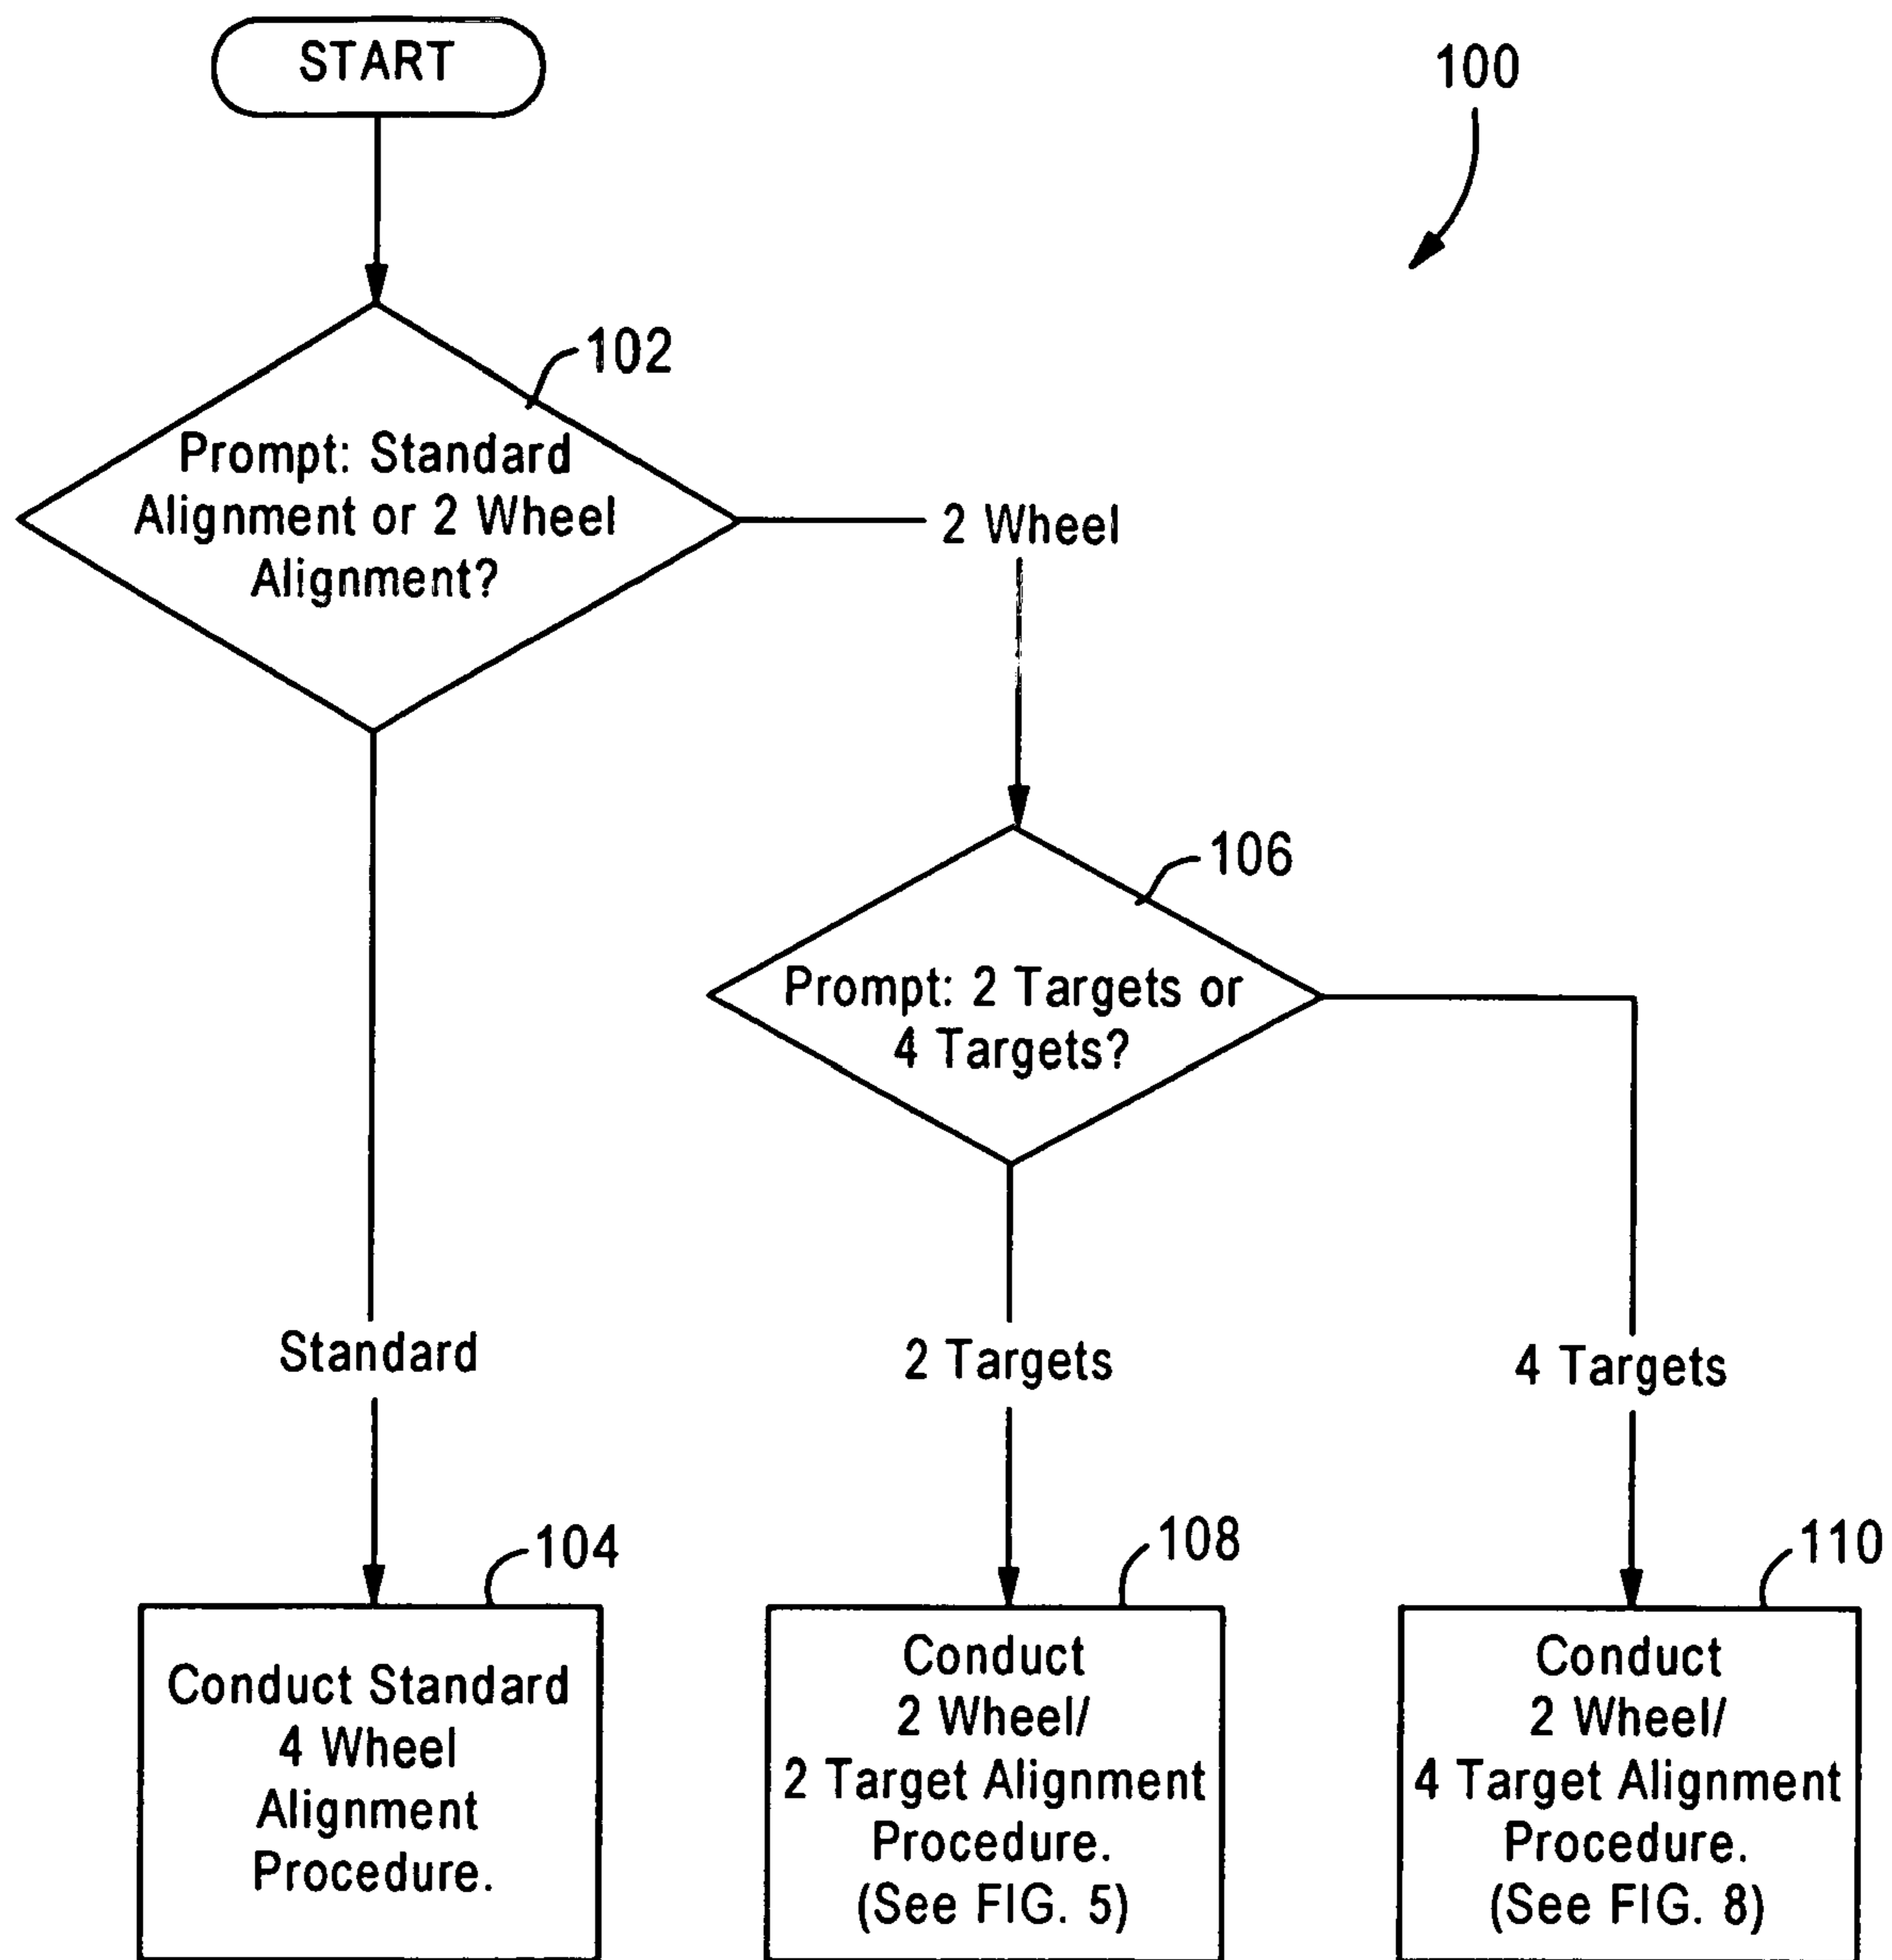 START
100
102
Prompt: Standard
Alignment or 2 Wheel
Alignment?
2 Wheel
106
Prompt: 2 Targets or
4 Targets?
Standard
2 Targets
4 Targets
104
Conduct Standard
4 Wheel
Alignment
Procedure.
108
Conduct
2 Wheel/
2 Target Alignment
Procedure.
(See FIG. 5)
110
Conduct
2 Wheel/
4 Target Alignment
Procedure.
(See FIG. 8)